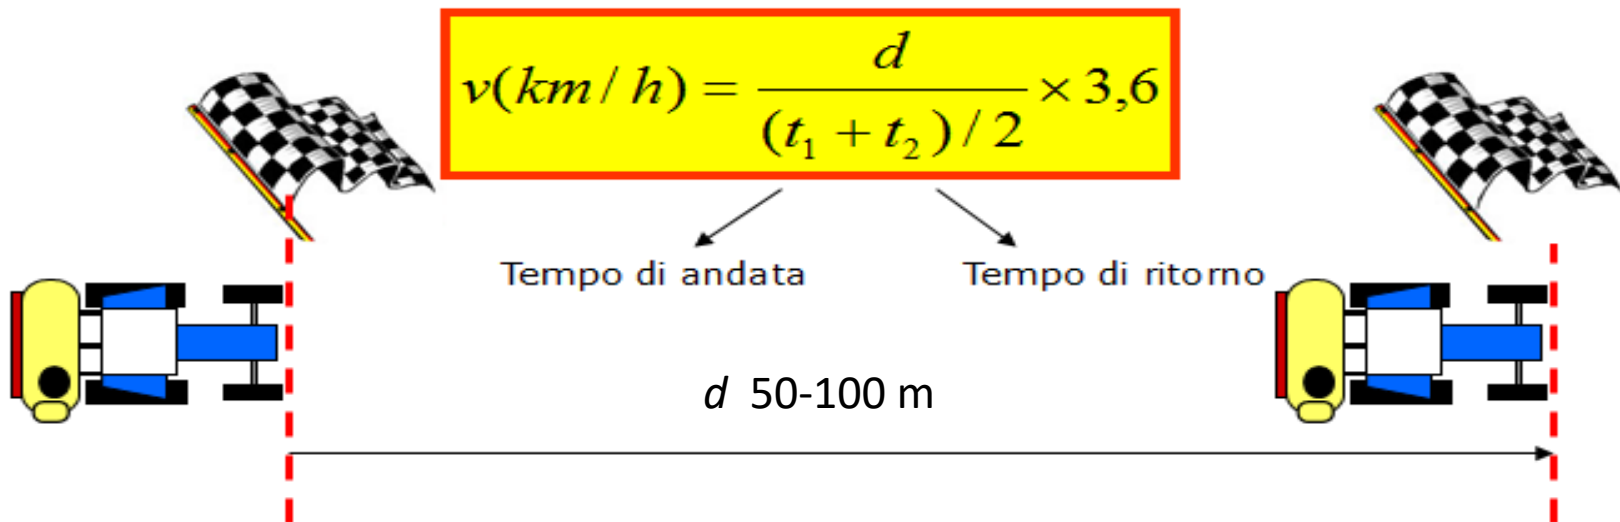 v(km/h) = d / ((t₁ + t₂)/2) × 3,6
Tempo di andata
Tempo di ritorno
d 50-100 m